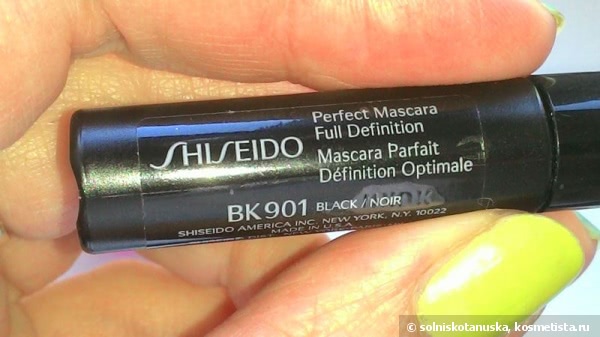 SHISEIDO
Perfect Mascara
Full Definition
Mascara Parfait
Définition Optimale
BK901 BLACK / NOIR
SHISEIDO AMERICA INC. NEW YORK, N.Y. 10022
MADE IN U.S.A.
© solniskotanuska, kosmetista.ru